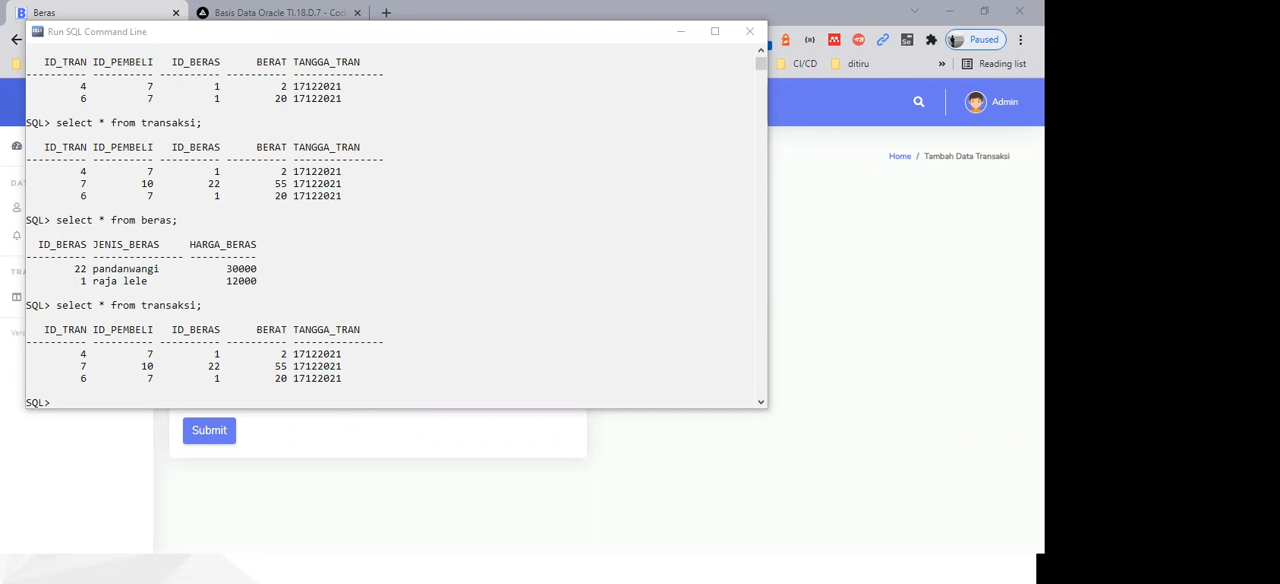 Beras
Basis Data Oracle TI.18.D.7 - Cod
Run SQL Command Line
Paused
CI/CD
ditiru
»
Reading list
Admin
Home / Tambah Data Transaksi
ID_TRAN ID_PEMBELI ID_BERAS BERAT TANGGA_TRAN
---------- ---------- ---------- ---------- ---------------
4 7 1 2 17122021
6 7 1 20 17122021
SQL> select * from transaksi;
ID_TRAN ID_PEMBELI ID_BERAS BERAT TANGGA_TRAN
---------- ---------- ---------- ---------- ---------------
4 7 1 2 17122021
7 10 22 55 17122021
6 7 1 20 17122021
SQL> select * from beras;
ID_BERAS JENIS_BERAS HARGA_BERAS
---------- --------------- -----------
22 pandanwangi 30000
1 raja lele 12000
SQL> select * from transaksi;
ID_TRAN ID_PEMBELI ID_BERAS BERAT TANGGA_TRAN
---------- ---------- ---------- ---------- ---------------
4 7 1 2 17122021
7 10 22 55 17122021
6 7 1 20 17122021
SQL>
DAT
TRA
Vers
Submit